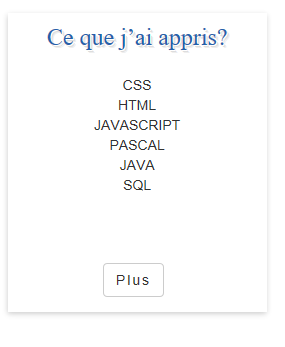 Ce que j’ai appris?
CSS
HTML
JAVASCRIPT
PASCAL
JAVA
SQL
Plus